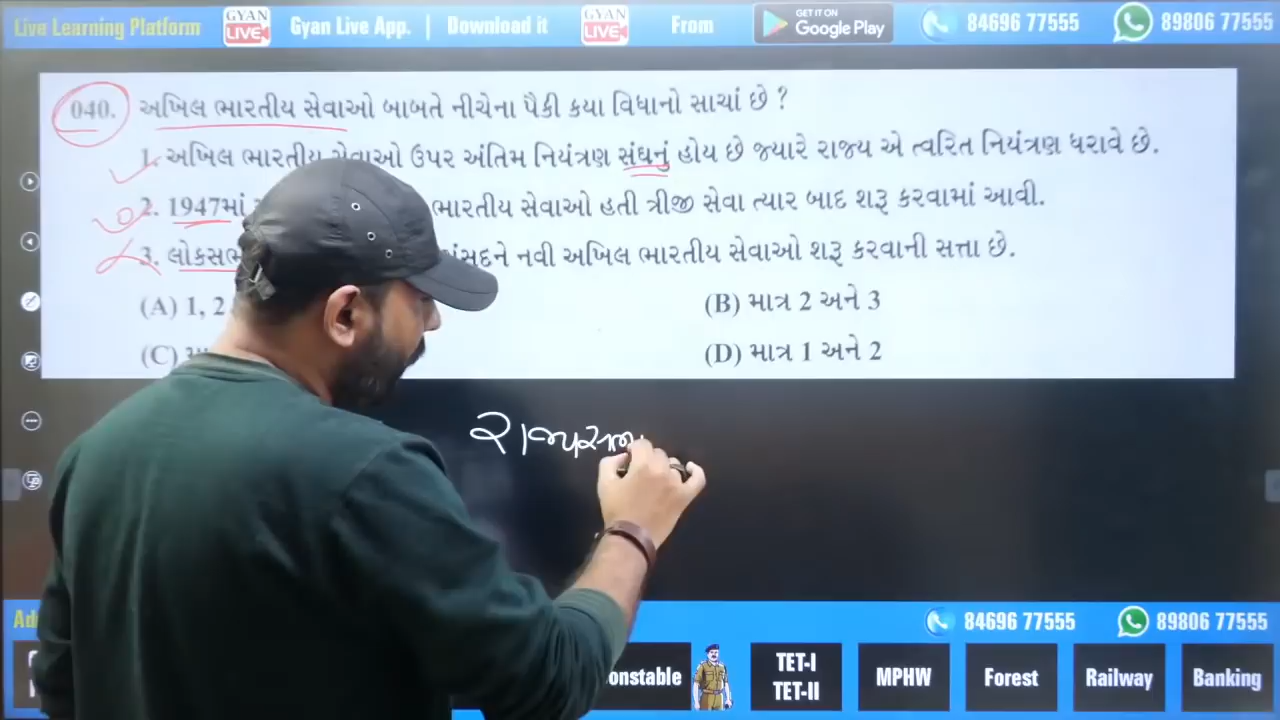 Live Learning Platform GYAN LIVE Gyan Live App. | Download it GYAN LIVE From GET IT ON Google Play 84696 77555 89806 77555
040. અખિલ ભારતીય સેવાઓ બાબતે નીચેના પૈકી કયા વિધાનો સાચાં છે ?
1. અખિલ ભારતીય સેવાઓ ઉપર અંતિમ નિયંત્રણ સંઘનું હોય છે જ્યારે રાજ્ય એ ત્વરિત નિયંત્રણ ધરાવે છે.
2. 1947માં ભારતીય સેવાઓ હતી ત્રીજી સેવા ત્યાર બાદ શરૂ કરવામાં આવી.
3. નવી અખિલ ભારતીય સેવાઓ શરૂ કરવાની સત્તા છે.
(A) 1, 2
(B) માત્ર 2 અને 3
(C)
(D) માત્ર 1 અને 2
84696 77555 89806 77555
TET-I
TET-II
MPHW
Forest
Railway
Banking